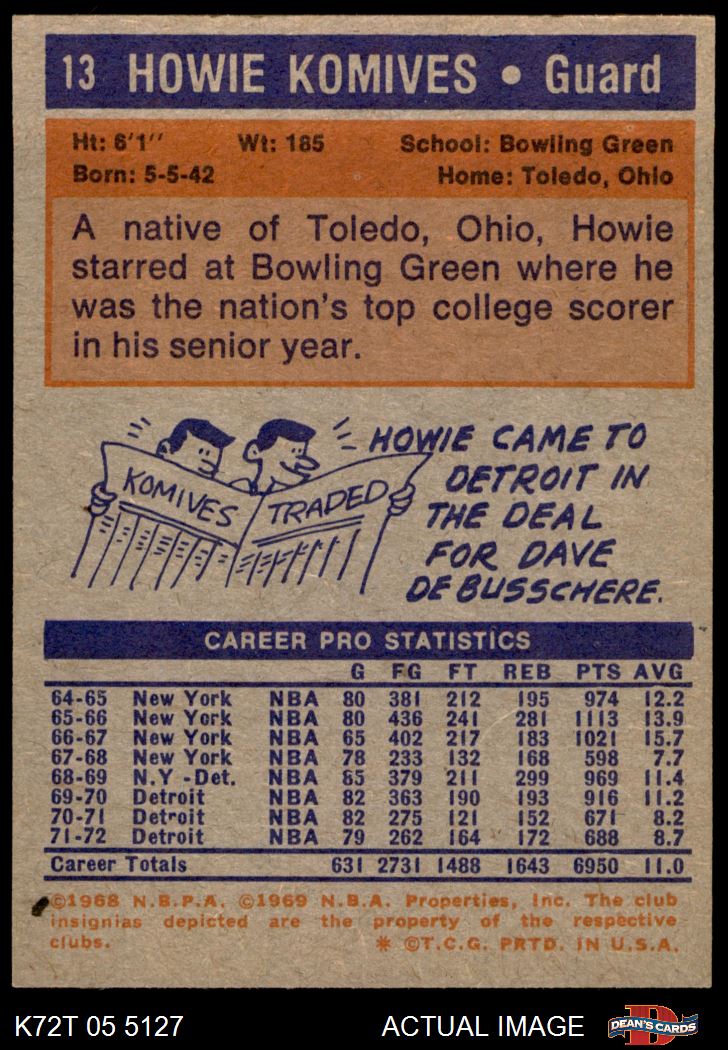 13 HOWIE KOMIVES • Guard
Ht: 6'1'' Wt: 185 School: Bowling Green
Born: 5-5-42 Home: Toledo, Ohio
A native of Toledo, Ohio, Howie
starred at Bowling Green where he
was the nation's top college scorer
in his senior year.
KOMIVES TRADED
HOWIE CAME TO
DETROIT IN
THE DEAL
FOR DAVE
DE BUSSCHERE.
CAREER PRO STATISTICS
G FG FT REB PTS AVG
64-65 New York NBA 80 381 212 195 974 12.2
65-66 New York NBA 80 436 241 281 1113 13.9
66-67 New York NBA 65 402 217 183 1021 15.7
67-68 New York NBA 78 233 132 168 598 7.7
68-69 N.Y.-Det. NBA 85 379 211 299 969 11.4
69-70 Detroit NBA 82 363 190 193 916 11.2
70-71 Detroit NBA 82 275 121 152 671 8.2
71-72 Detroit NBA 79 262 164 172 688 8.7
Career Totals 631 2731 1488 1643 6950 11.0
©1968 N.B.P.A. ©1969 N.B.A. Properties, Inc. The club
insignias depicted are the property of the respective
clubs. * ©T.C.G. PRTD. IN U.S.A.
K72T 05 5127 ACTUAL IMAGE D DEAN'S CARDS